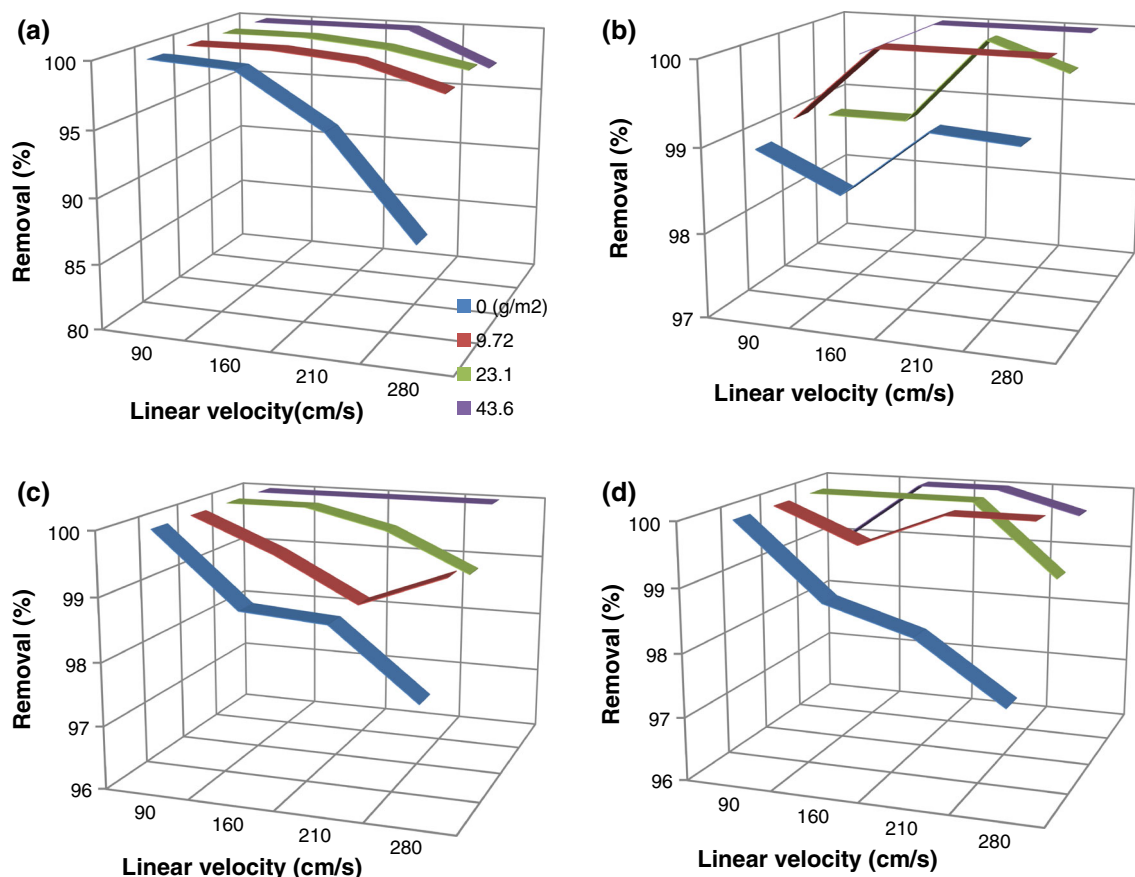 (a)
Removal (%)
100
95
90
85
80
90
160
210
280
Linear velocity(cm/s)
0 (g/m2)
9.72
23.1
43.6
(b)
Removal (%)
100
99
98
97
90
160
210
280
Linear velocity (cm/s)
(c)
Removal (%)
100
99
98
97
96
90
160
210
280
Linear velocity (cm/s)
(d)
Removal (%)
100
99
98
97
96
90
160
210
280
Linear velocity (cm/s)